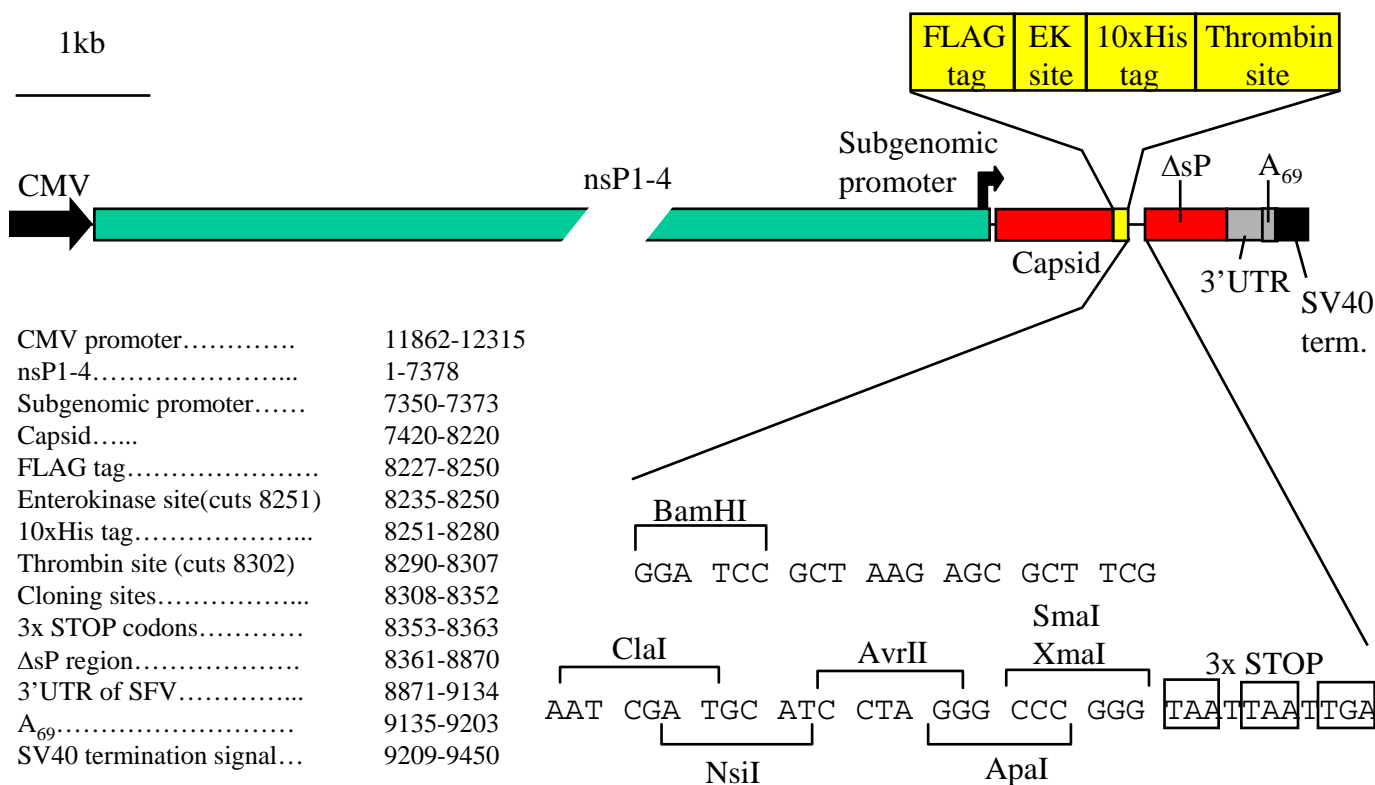 1kb
FLAG tag
EK site
10xHis tag
Thrombin site
CMV
nsP1-4
Subgenomic promoter
Capsid
ΔsP
A69
3’UTR
SV40 term.
CMV promoter…………. 11862-12315
nsP1-4…………………... 1-7378
Subgenomic promoter…… 7350-7373
Capsid…... 7420-8220
FLAG tag…………………. 8227-8250
Enterokinase site(cuts 8251) 8235-8250
10xHis tag………………... 8251-8280
Thrombin site (cuts 8302) 8290-8307
Cloning sites……………... 8308-8352
3x STOP codons………… 8353-8363
ΔsP region………………. 8361-8870
3’UTR of SFV…………... 8871-9134
A69…………………… 9135-9203
SV40 termination signal… 9209-9450
BamHI
GGA TCC GCT AAG AGC GCT TCG
SmaI
ClaI AvrII XmaI 3x STOP
AAT CGA TGC ATC CTA GGG CCC GGG TAA T TAA T TGA
NsiI ApaI